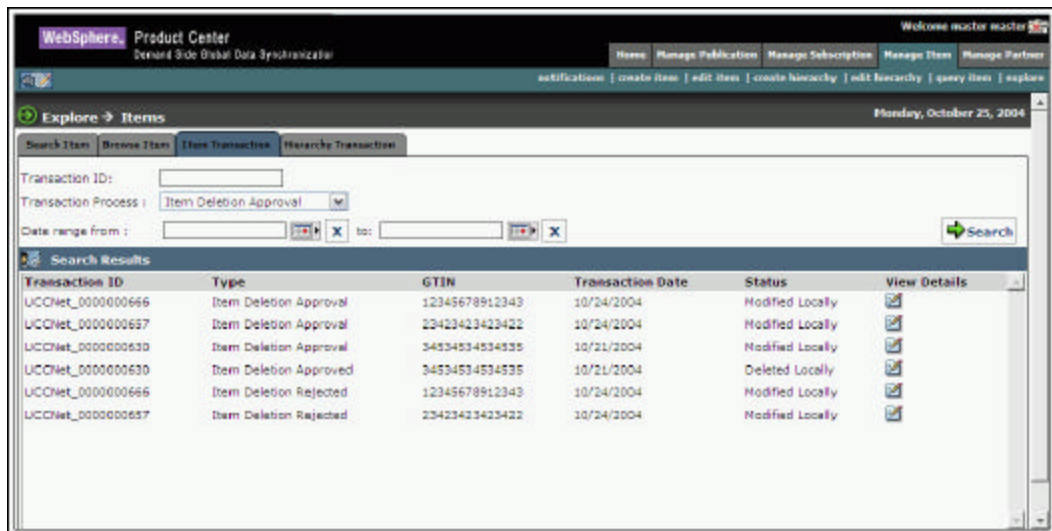 Welcome master master
WebSphere. Product Center
Demand Side Global Data Synchronization
Home Manage Publication Manage Subscription Manage Item Manage Partner
notifications | create item | edit item | create hierarchy | edit hierarchy | query item | explore
Explore → Items
Monday, October 25, 2004
Search Item Browse Item Item Transaction Hierarchy Transaction
Transaction ID:
Transaction Process : Item Deletion Approval
Date range from : X to: X
Search
Search Results
Transaction ID Type GTIN Transaction Date Status View Details
UCCNet_0000000666 Item Deletion Approval 12345678912343 10/24/2004 Modified Locally
UCCNet_0000000657 Item Deletion Approval 23423423423422 10/24/2004 Modified Locally
UCCNet_0000000630 Item Deletion Approval 34534534534535 10/21/2004 Modified Locally
UCCNet_0000000630 Item Deletion Approved 34534534534535 10/21/2004 Deleted Locally
UCCNet_0000000666 Item Deletion Rejected 12345678912343 10/24/2004 Modified Locally
UCCNet_0000000657 Item Deletion Rejected 23423423423422 10/24/2004 Modified Locally